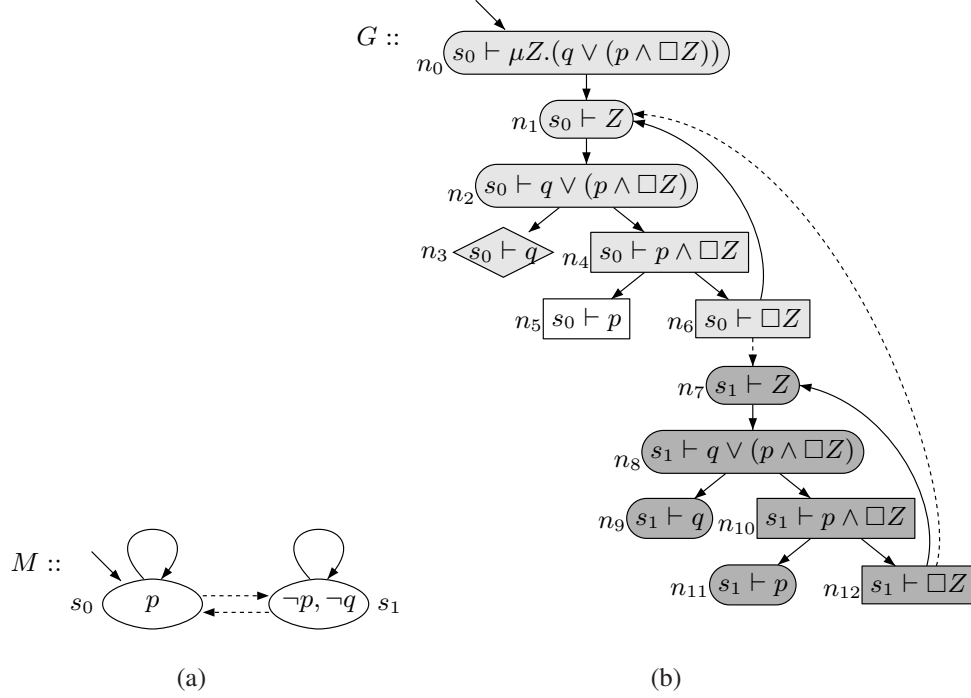 G ::
n₀ s₀ ⊢ μZ.(q ∨ (p ∧ □Z))
n₁ s₀ ⊢ Z
n₂ s₀ ⊢ q ∨ (p ∧ □Z)
n₃ s₀ ⊢ q
n₄ s₀ ⊢ p ∧ □Z
n₅ s₀ ⊢ p
n₆ s₀ ⊢ □Z
n₇ s₁ ⊢ Z
n₈ s₁ ⊢ q ∨ (p ∧ □Z)
n₉ s₁ ⊢ q
n₁₀ s₁ ⊢ p ∧ □Z
n₁₁ s₁ ⊢ p
n₁₂ s₁ ⊢ □Z
M ::
s₀ p
¬p, ¬q s₁
(a)
(b)